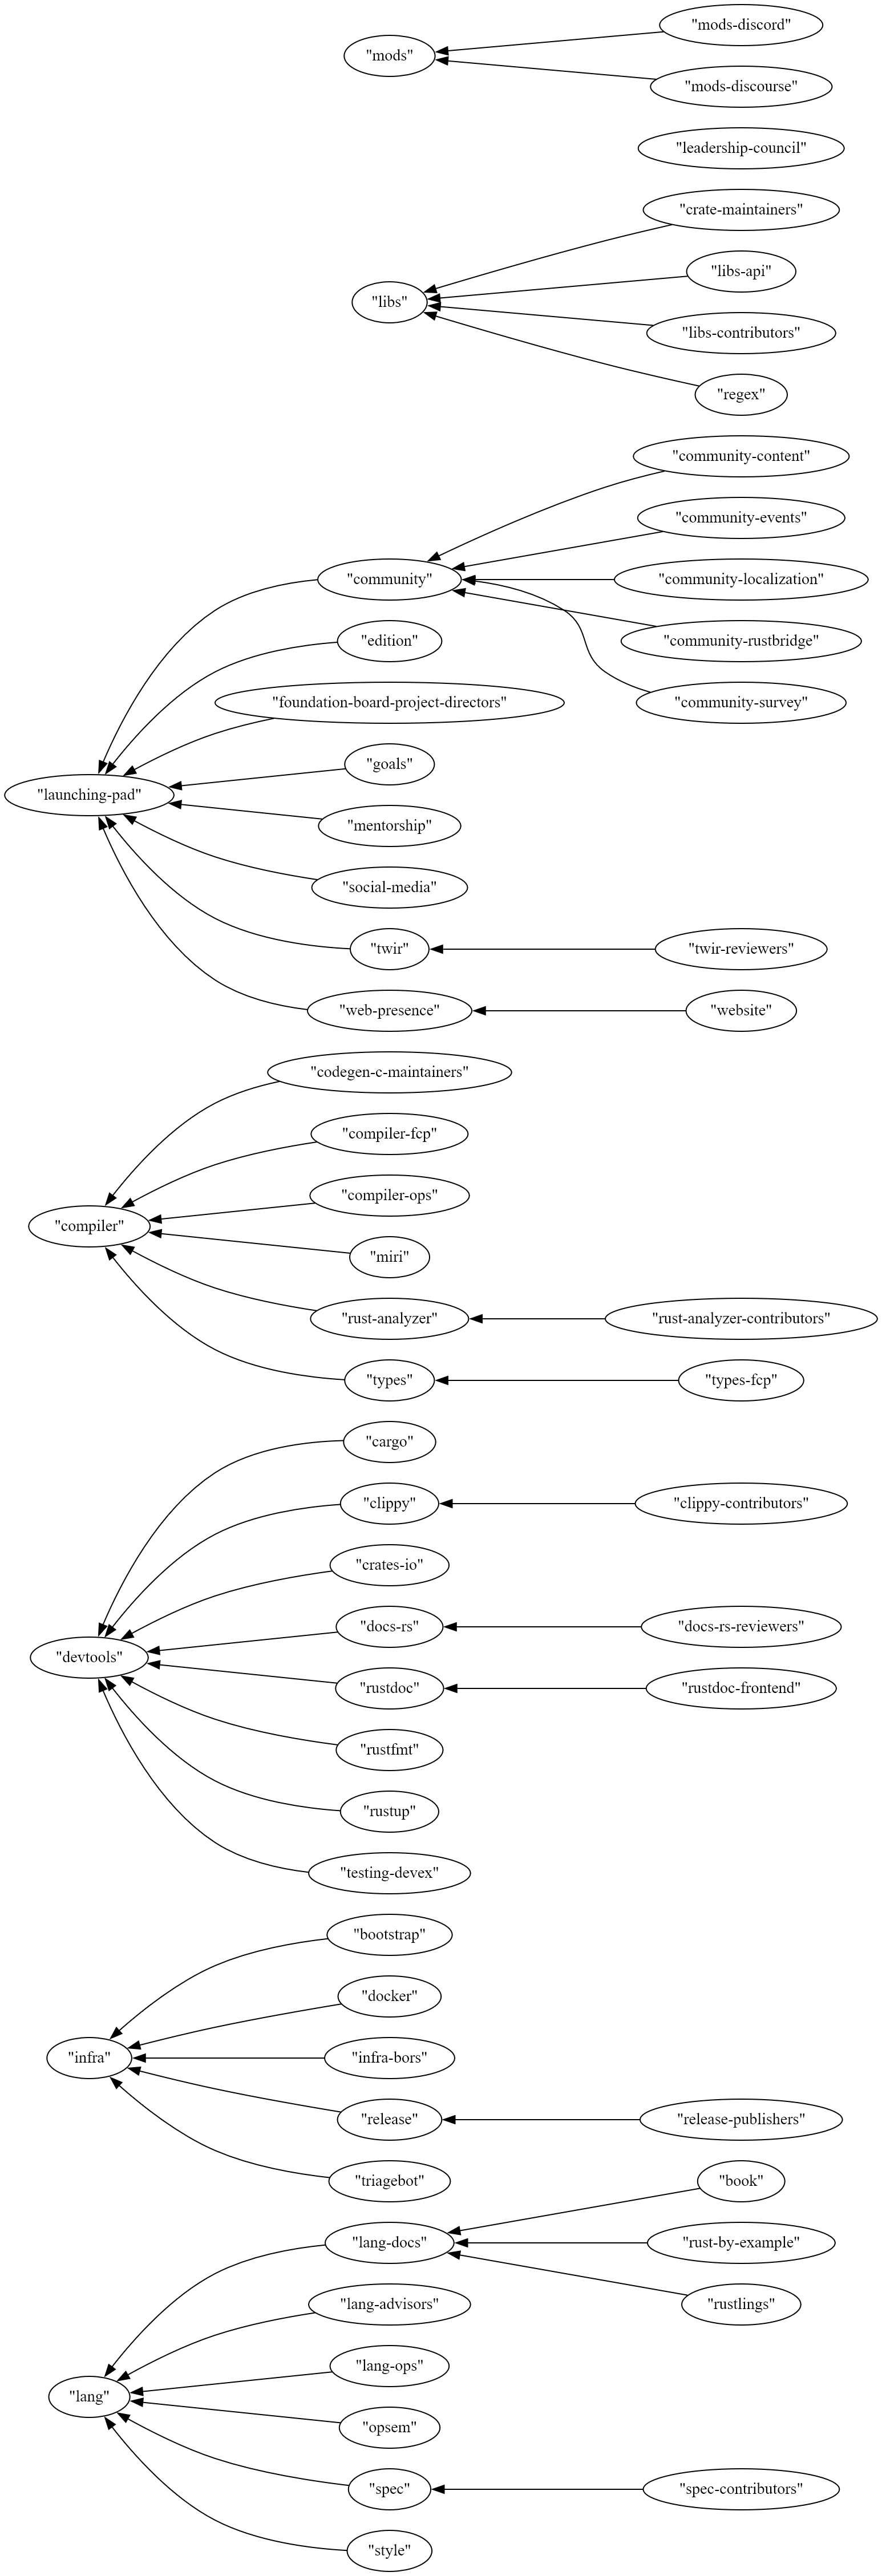 "mods-discord"
"mods"
"mods-discourse"
"leadership-council"
"crate-maintainers"
"libs-api"
"libs"
"libs-contributors"
"regex"
"community-content"
"community-events"
"community"
"community-localization"
"edition"
"community-rustbridge"
"foundation-board-project-directors"
"community-survey"
"goals"
"launching-pad"
"mentorship"
"social-media"
"twir"
"twir-reviewers"
"web-presence"
"website"
"codegen-c-maintainers"
"compiler-fcp"
"compiler-ops"
"compiler"
"miri"
"rust-analyzer"
"rust-analyzer-contributors"
"types"
"types-fcp"
"cargo"
"clippy"
"clippy-contributors"
"crates-io"
"docs-rs"
"docs-rs-reviewers"
"devtools"
"rustdoc"
"rustdoc-frontend"
"rustfmt"
"rustup"
"testing-devex"
"bootstrap"
"docker"
"infra"
"infra-bors"
"release"
"release-publishers"
"triagebot"
"book"
"lang-docs"
"rust-by-example"
"lang-advisors"
"rustlings"
"lang-ops"
"lang"
"opsem"
"spec"
"spec-contributors"
"style"